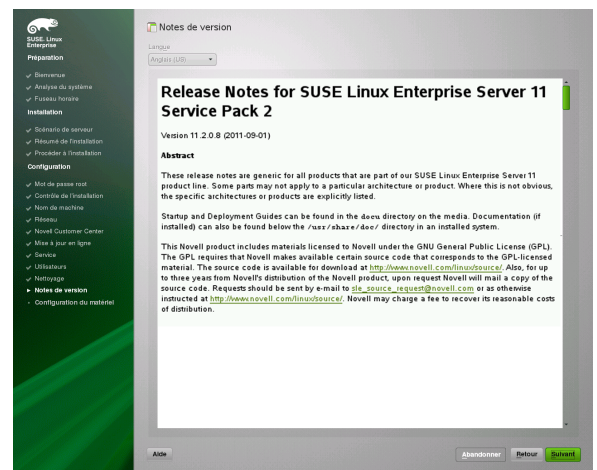 SUSE. Linux
Enterprise
Préparation
Bienvenue
Analyse du système
Fuseau horaire
Installation
Scénario de serveur
Résumé de l'installation
Procéder à l'installation
Configuration
Mot de passe root
Contrôle de l'installation
Nom de machine
Réseau
Novell Customer Center
Mise à jour en ligne
Service
Utilisateurs
Nettoyage
Notes de version
Configuration du matériel
Notes de version
Langue
Anglais (US)
Release Notes for SUSE Linux Enterprise Server 11
Service Pack 2
Version 11.2.0.8 (2011-09-01)
Abstract
These release notes are generic for all products that are part of our SUSE Linux Enterprise Server 11
product line. Some parts may not apply to a particular architecture or product. Where this is not obvious,
the specific architectures or products are explicitly listed.
Startup and Deployment Guides can be found in the docu directory on the media. Documentation (if
installed) can also be found below the /usr/share/doc/ directory in an installed system.
This Novell product includes materials licensed to Novell under the GNU General Public License (GPL).
The GPL requires that Novell makes available certain source code that corresponds to the GPL-licensed
material. The source code is available for download at http://www.novell.com/linux/source/. Also, for up
to three years from Novell's distribution of the Novell product, upon request Novell will mail a copy of the
source code. Requests should be sent by e-mail to sle_source_request@novell.com or as otherwise
instructed at http://www.novell.com/linux/source/. Novell may charge a fee to recover its reasonable costs
of distribution.
Aide
Abandonner
Retour
Suivant